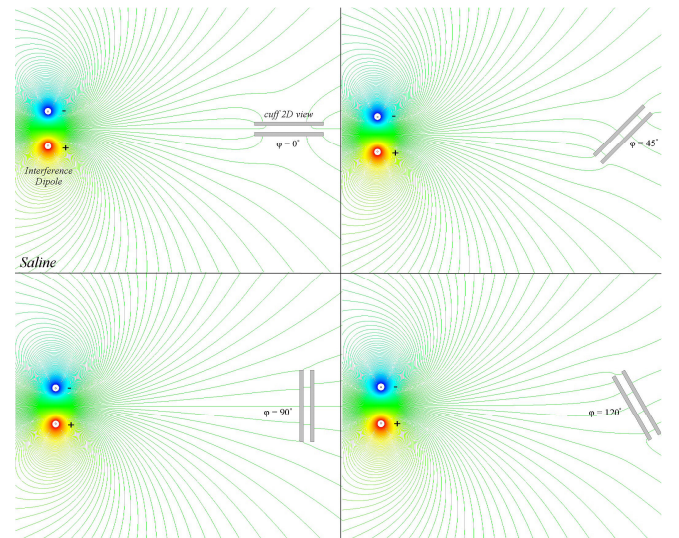 cuff 2D view
-
+
φ = 0°
Interference
Dipole
Saline
-
+
φ = 45°
-
+
φ = 90°
-
+
φ = 120°